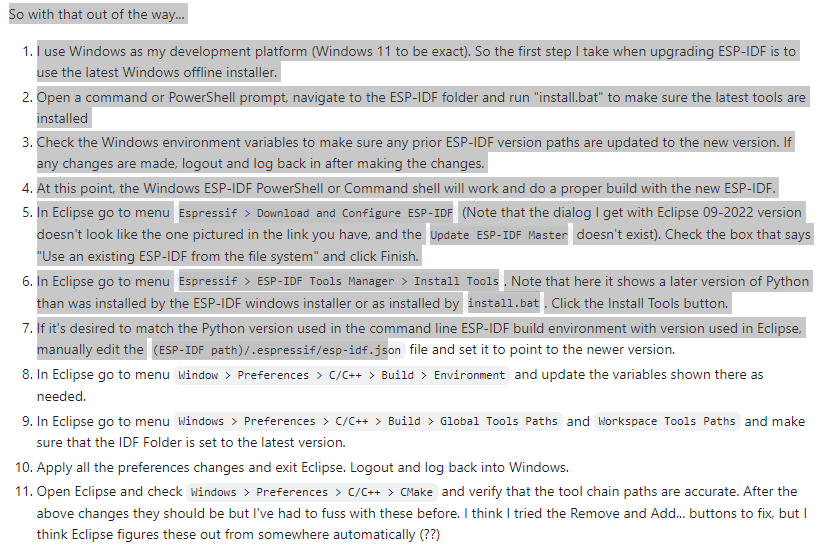 So with that out of the way...
1. I use Windows as my development platform (Windows 11 to be exact). So the first step I take when upgrading ESP-IDF is to
use the latest Windows offline installer.
2. Open a command or PowerShell prompt, navigate to the ESP-IDF folder and run "install.bat" to make sure the latest tools are
installed
3. Check the Windows environment variables to make sure any prior ESP-IDF version paths are updated to the new version. If
any changes are made, logout and log back in after making the changes.
4. At this point, the Windows ESP-IDF PowerShell or Command shell will work and do a proper build with the new ESP-IDF.
5. In Eclipse go to menu Espressif > Download and Configure ESP-IDF (Note that the dialog I get with Eclipse 09-2022 version
doesn't look like the one pictured in the link you have, and the Update ESP-IDF Master doesn't exist). Check the box that says
"Use an existing ESP-IDF from the file system" and click Finish.
6. In Eclipse go to menu Espressif > ESP-IDF Tools Manager > Install Tools . Note that here it shows a later version of Python
than was installed by the ESP-IDF windows installer or as installed by install.bat . Click the Install Tools button.
7. If it's desired to match the Python version used in the command line ESP-IDF build environment with version used in Eclipse,
manually edit the (ESP-IDF path)/.espressif/esp-idf.json file and set it to point to the newer version.
8. In Eclipse go to menu Window > Preferences > C/C++ > Build > Environment and update the variables shown there as
needed.
9. In Eclipse go to menu Windows > Preferences > C/C++ > Build > Global Tools Paths and Workspace Tools Paths and make
sure that the IDF Folder is set to the latest version.
10. Apply all the preferences changes and exit Eclipse. Logout and log back into Windows.
11. Open Eclipse and check Windows > Preferences > C/C++ > CMake and verify that the tool chain paths are accurate. After the
above changes they should be but I've had to fuss with these before. I think I tried the Remove and Add... buttons to fix, but I
think Eclipse figures these out from somewhere automatically (??)